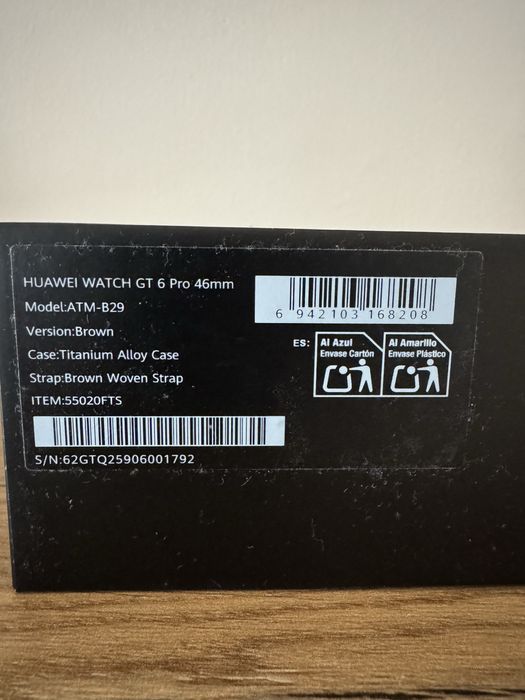 HUAWEI WATCH GT 6 Pro 46mm
Model:ATM-B29
Version:Brown
Case:Titanium Alloy Case
Strap:Brown Woven Strap
ITEM:55020FTS
S/N:62GTQ25906001792
6 942103 168208
ES:
Al Azul
Envase Cartón
Al Amarillo
Envase Plástico